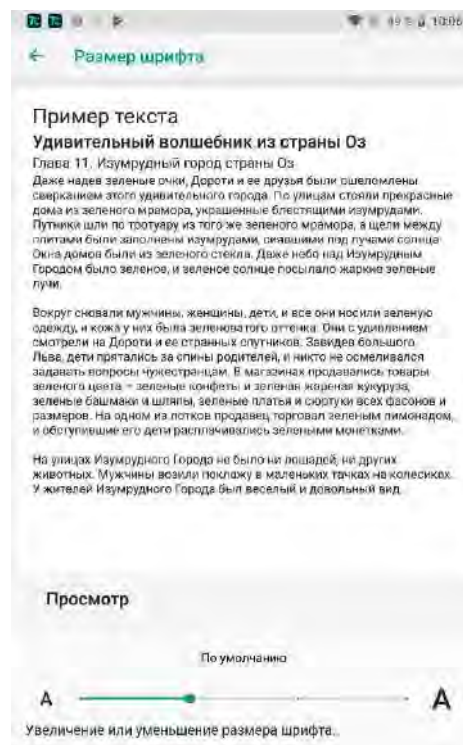 49 % 10:06
Размер шрифта
Пример текста
Удивительный волшебник из страны Оз
Глава 11. Изумрудный город страны Оз
Даже надев зеленые очки, Дороти и ее друзья были ошеломлены
сверканием этого удивительного города. По улицам стояли прекрасные
дома из зеленого мрамора, украшенные блестящими изумрудами.
Путники шли по тротуару из того же зеленого мрамора, а щели между
плитами были заполнены изумрудами, сиявшими под лучами солнца.
Окна домов были из зеленого стекла. Даже небо над Изумрудным
Городом было зеленое, и зеленое солнце посылало жаркие зеленые
лучи.
Вокруг сновали мужчины, женщины, дети, и все они носили зеленую
одежду, и кожа у них была зеленоватого оттенка. Они с удивлением
смотрели на Дороти и ее странных спутников. Завидев большого
Льва, дети прятались за спины родителей, и никто не осмеливался
задавать вопросы чужестранцам. В магазинах продавались товары
зеленого цвета – зеленые конфеты и зеленая жареная кукуруза,
зеленые башмаки и шляпы, зеленые платья и сюртуки всех фасонов и
размеров. На одном из лотков продавец торговал зеленым лимонадом,
и обступившие его дети расплачивались зелеными монетками.
На улицах Изумрудного Города не было ни лошадей, ни других
животных. Мужчины возили поклажу в маленьких тачках на колесиках.
У жителей Изумрудного Города был веселый и довольный вид.
Просмотр
По умолчанию
A A
Увеличение или уменьшение размера шрифта.